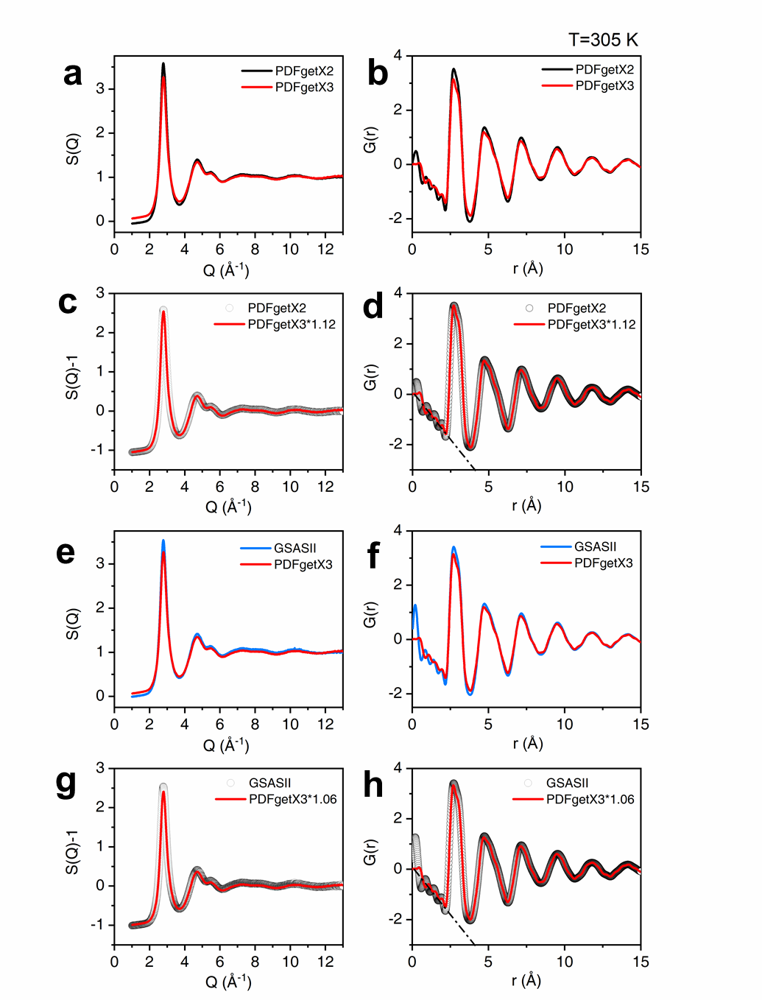 T=305 K
a
PDFgetX2
PDFgetX3
3
2
1
0
S(Q)
0 2 4 6 8 10 12
Q (Å-1)
b
PDFgetX2
PDFgetX3
4
2
0
-2
G(r)
0 5 10 15
r (Å)
c
PDFgetX2
PDFgetX3*1.12
3
2
1
0
-1
S(Q)-1
0 2 4 6 8 10 12
Q (Å-1)
d
PDFgetX2
PDFgetX3*1.12
4
2
0
-2
G(r)
0 5 10 15
r (Å)
e
GSASII
PDFgetX3
3
2
1
0
S(Q)
0 2 4 6 8 10 12
Q (Å-1)
f
GSASII
PDFgetX3
4
2
0
-2
G(r)
0 5 10 15
r (Å)
g
GSASII
PDFgetX3*1.06
3
2
1
0
-1
S(Q)-1
0 2 4 6 8 10 12
Q (Å-1)
h
GSASII
PDFgetX3*1.06
4
2
0
-2
G(r)
0 5 10 15
r (Å)